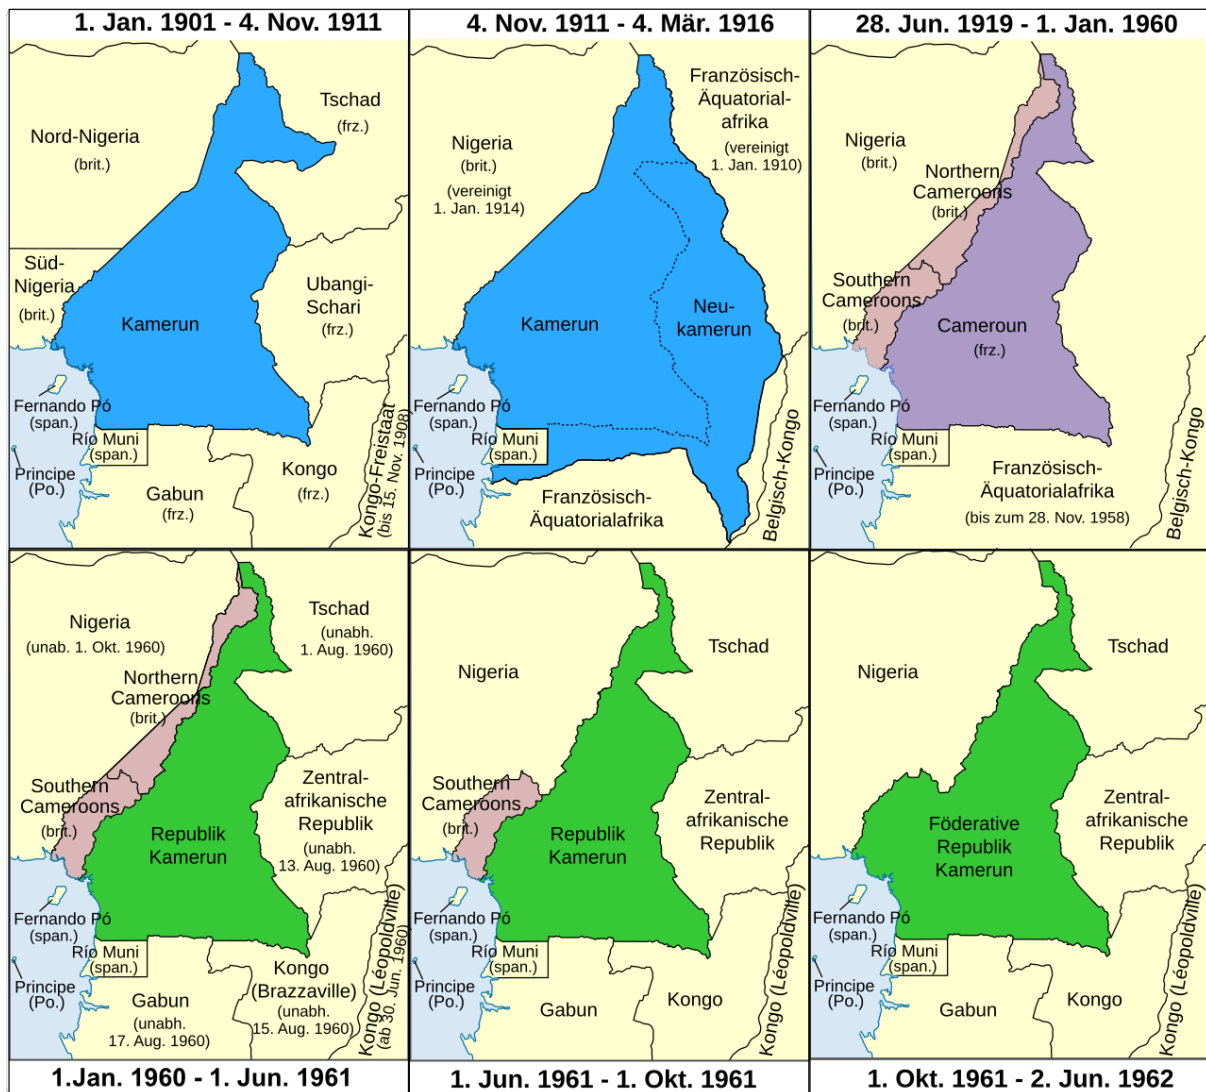 1. Jan. 1901 - 4. Nov. 1911
Nord-Nigeria
(brit.)
Tschad
(frz.)
Süd-
Nigeria
(brit.)
Ubangi-
Schari
(frz.)
Kamerun
Fernando Pó
(span.)
Río Muni
(span.)
Principe
(Po.)
Gabun
(frz.)
Kongo
(frz.)
Kongo-Freistaat
(bis 15. Nov. 1908)
4. Nov. 1911 - 4. Mär. 1916
Französisch-
Äquatorial-
afrika
(vereinigt
1. Jan. 1910)
Nigeria
(brit.)
(vereinigt
1. Jan. 1914)
Kamerun
Neu-
kamerun
Fernando Pó
(span.)
Río Muni
(span.)
Principe
(Po.)
Französisch-
Äquatorialafrika
Belgisch-Kongo
28. Jun. 1919 - 1. Jan. 1960
Nigeria
(brit.)
Northern
Cameroons
(brit.)
Southern
Cameroons
(brit.)
Cameroun
(frz.)
Fernando Pó
(span.)
Río Muni
(span.)
Principe
(Po.)
Französisch-
Äquatorialafrika
(bis zum 28. Nov. 1958)
Belgisch-Kongo
Nigeria
(unab. 1. Okt. 1960)
Tschad
(unabh.
1. Aug. 1960)
Northern
Cameroons
(brit.)
Southern
Cameroons
(brit.)
Zentral-
afrikanische
Republik
(unabh.
13. Aug. 1960)
Republik
Kamerun
Fernando Pó
(span.)
Río Muni
(span.)
Principe
(Po.)
Gabun
(unabh.
17. Aug. 1960)
Kongo
(Brazzaville)
(unabh.
15. Aug. 1960)
Kongo (Léopoldville)
(ab 30. Jun. 1960)
1.Jan. 1960 - 1. Jun. 1961
Nigeria
Tschad
Southern
Cameroons
(brit.)
Zentral-
afrikanische
Republik
Republik
Kamerun
Fernando Pó
(span.)
Río Muni
(span.)
Principe
(Po.)
Gabun
Kongo
Kongo (Léopoldville)
1. Jun. 1961 - 1. Okt. 1961
Nigeria
Tschad
Zentral-
afrikanische
Republik
Föderative
Republik
Kamerun
Fernando Pó
(span.)
Río Muni
(span.)
Principe
(Po.)
Gabun
Kongo
Kongo (Léopoldville)
1. Okt. 1961 - 2. Jun. 1962